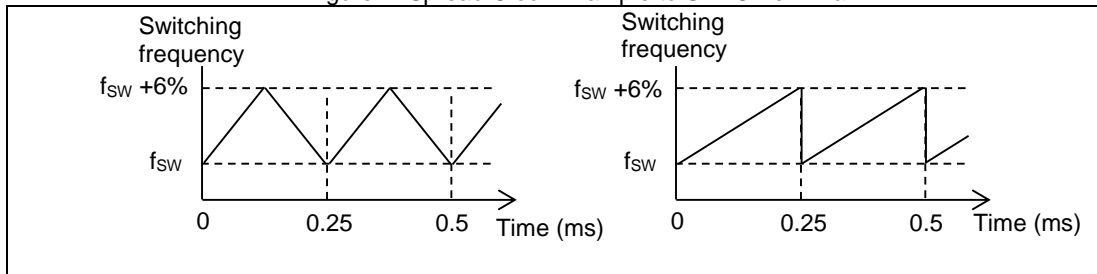 Switching
frequency
fSW +6%
fSW
0
0.25
0.5
Time (ms)
Switching
frequency
fSW +6%
fSW
0
0.25
0.5
Time (ms)